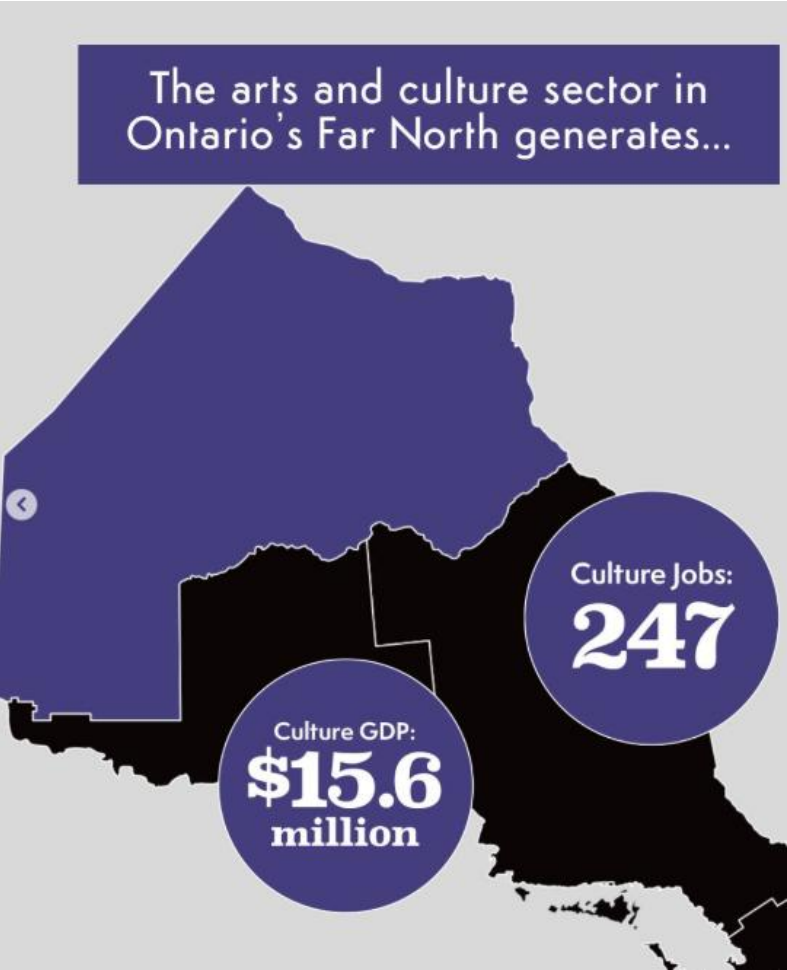 The arts and culture sector in
Ontario's Far North generates...
Culture Jobs:
247
Culture GDP:
$15.6
million